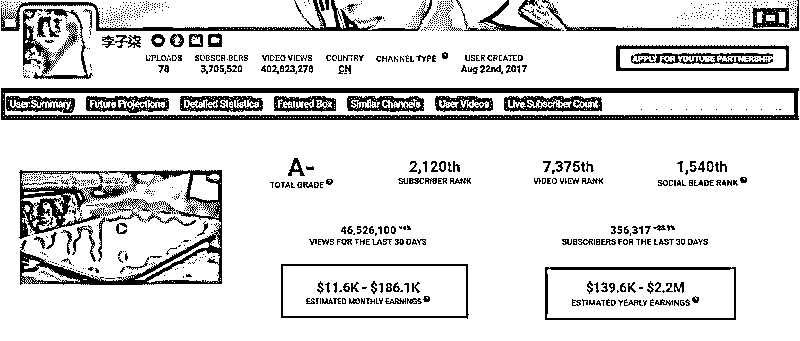 李子柒
UPLOADS SUBSCRIBERS VIDEO VIEWS COUNTRY CHANNEL TYPE USER CREATED
78 3,705,520 402,823,278 CN Aug 22nd, 2017
APPLY FOR YOUTUBE PARTNERSHIP
User Summary Future Projections Detailed Statistics Featured Box Similar Channels User Videos Live Subscriber Count
A- 2,120th 7,375th 1,540th
TOTAL GRADE SUBSCRIBER RANK VIDEO VIEW RANK SOCIAL BLADE RANK
46,526,100 356,317
VIEWS FOR THE LAST 30 DAYS SUBSCRIBERS FOR THE LAST 30 DAYS
$11.6K - $186.1K $139.6K - $2.2M
ESTIMATED MONTHLY EARNINGS ESTIMATED YEARLY EARNINGS